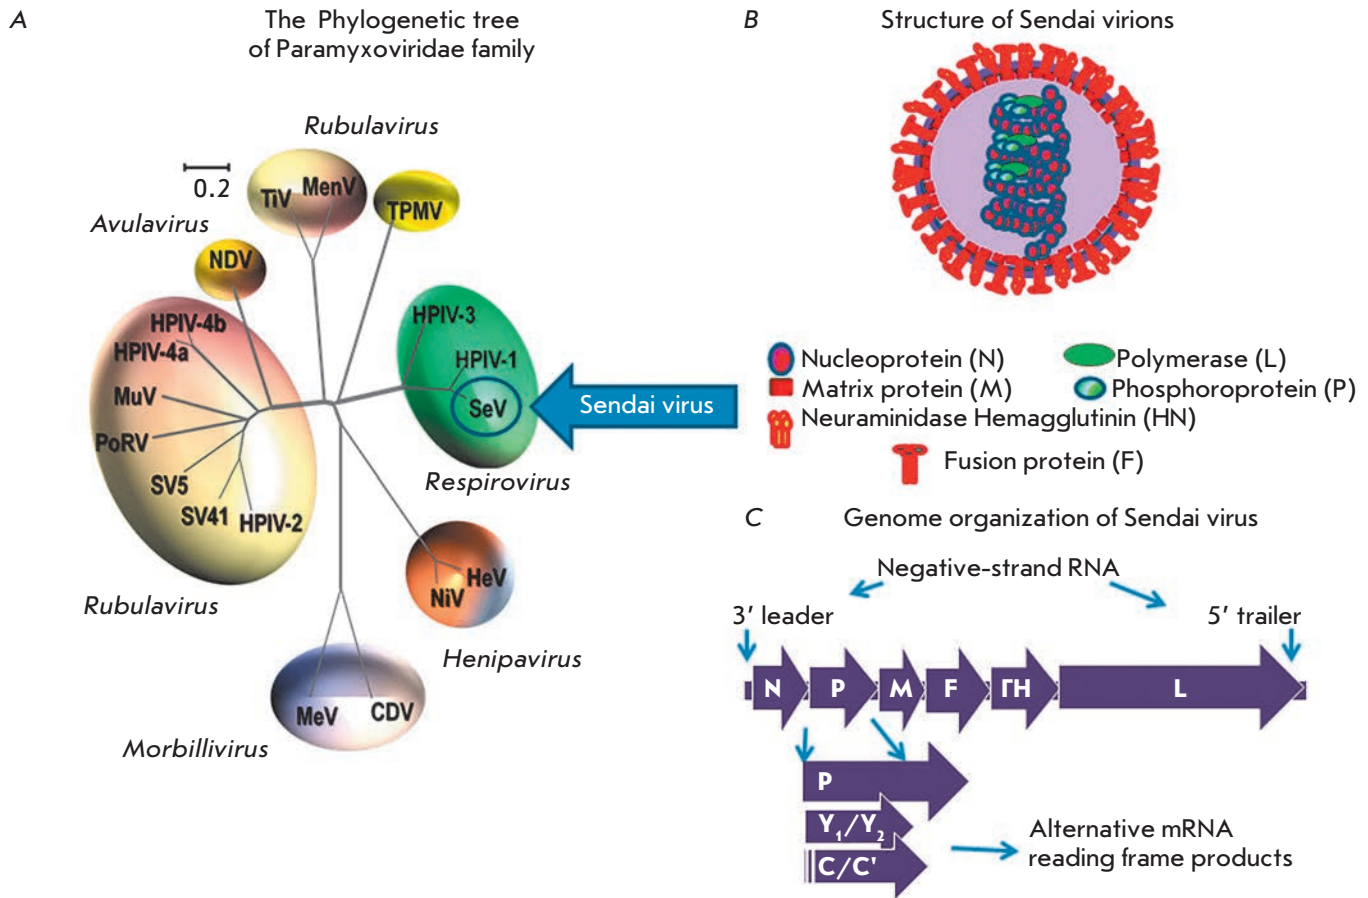 A
The Phylogenetic tree
of Paramyxoviridae family
Rubulavirus
0.2
TiV
MenV
TPMV
Avulavirus
NDV
HPIV-4b
HPIV-4a
MuV
PoRV
SV5
SV41
HPIV-2
Rubulavirus
HPIV-3
HPIV-1
SeV
Sendai virus
Respirovirus
HeV
NiV
Henipavirus
MeV
CDV
Morbillivirus
B
Structure of Sendai virions
Nucleoprotein (N)
Polymerase (L)
Matrix protein (M)
Phosphoroprotein (P)
Neuraminidase Hemagglutinin (HN)
Fusion protein (F)
C
Genome organization of Sendai virus
Negative-strand RNA
3' leader
5' trailer
N
P
M
F
ГН
L
P
Y1/Y2
C/C'
Alternative mRNA
reading frame products